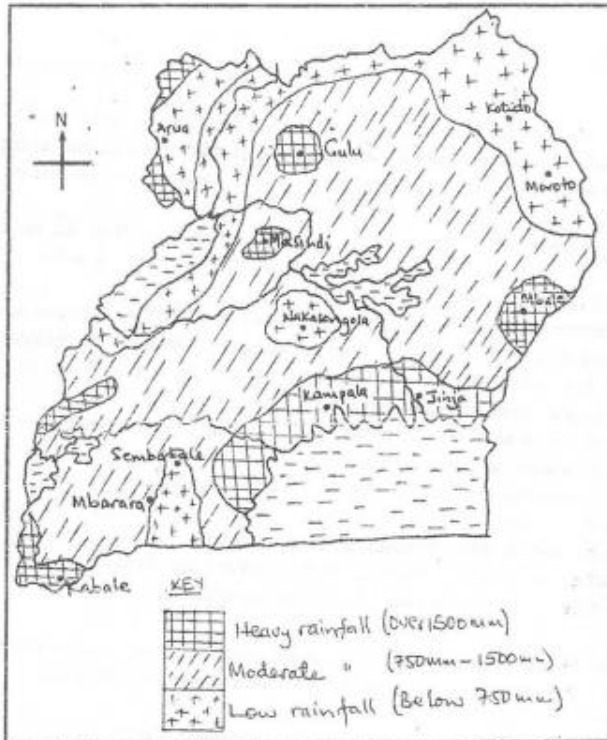 N
Arua
Kotido
Gulu
Moroto
Masindi
Mbale
Nakasongola
Kampala
Jinja
Sembabule
Mbarara
Kabale
KEY
Heavy rainfall (over 1500mm)
Moderate " (750mm - 1500mm)
Low rainfall (Below 750mm)